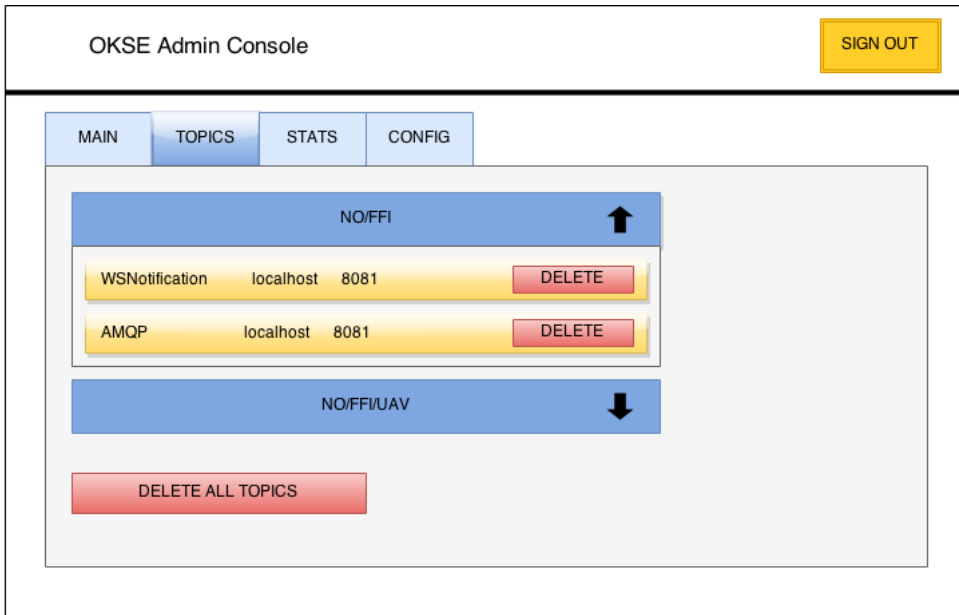 OKSE Admin Console
SIGN OUT
MAIN TOPICS STATS CONFIG
NO/FFI
WSNotification localhost 8081 DELETE
AMQP localhost 8081 DELETE
NO/FFI/UAV
DELETE ALL TOPICS